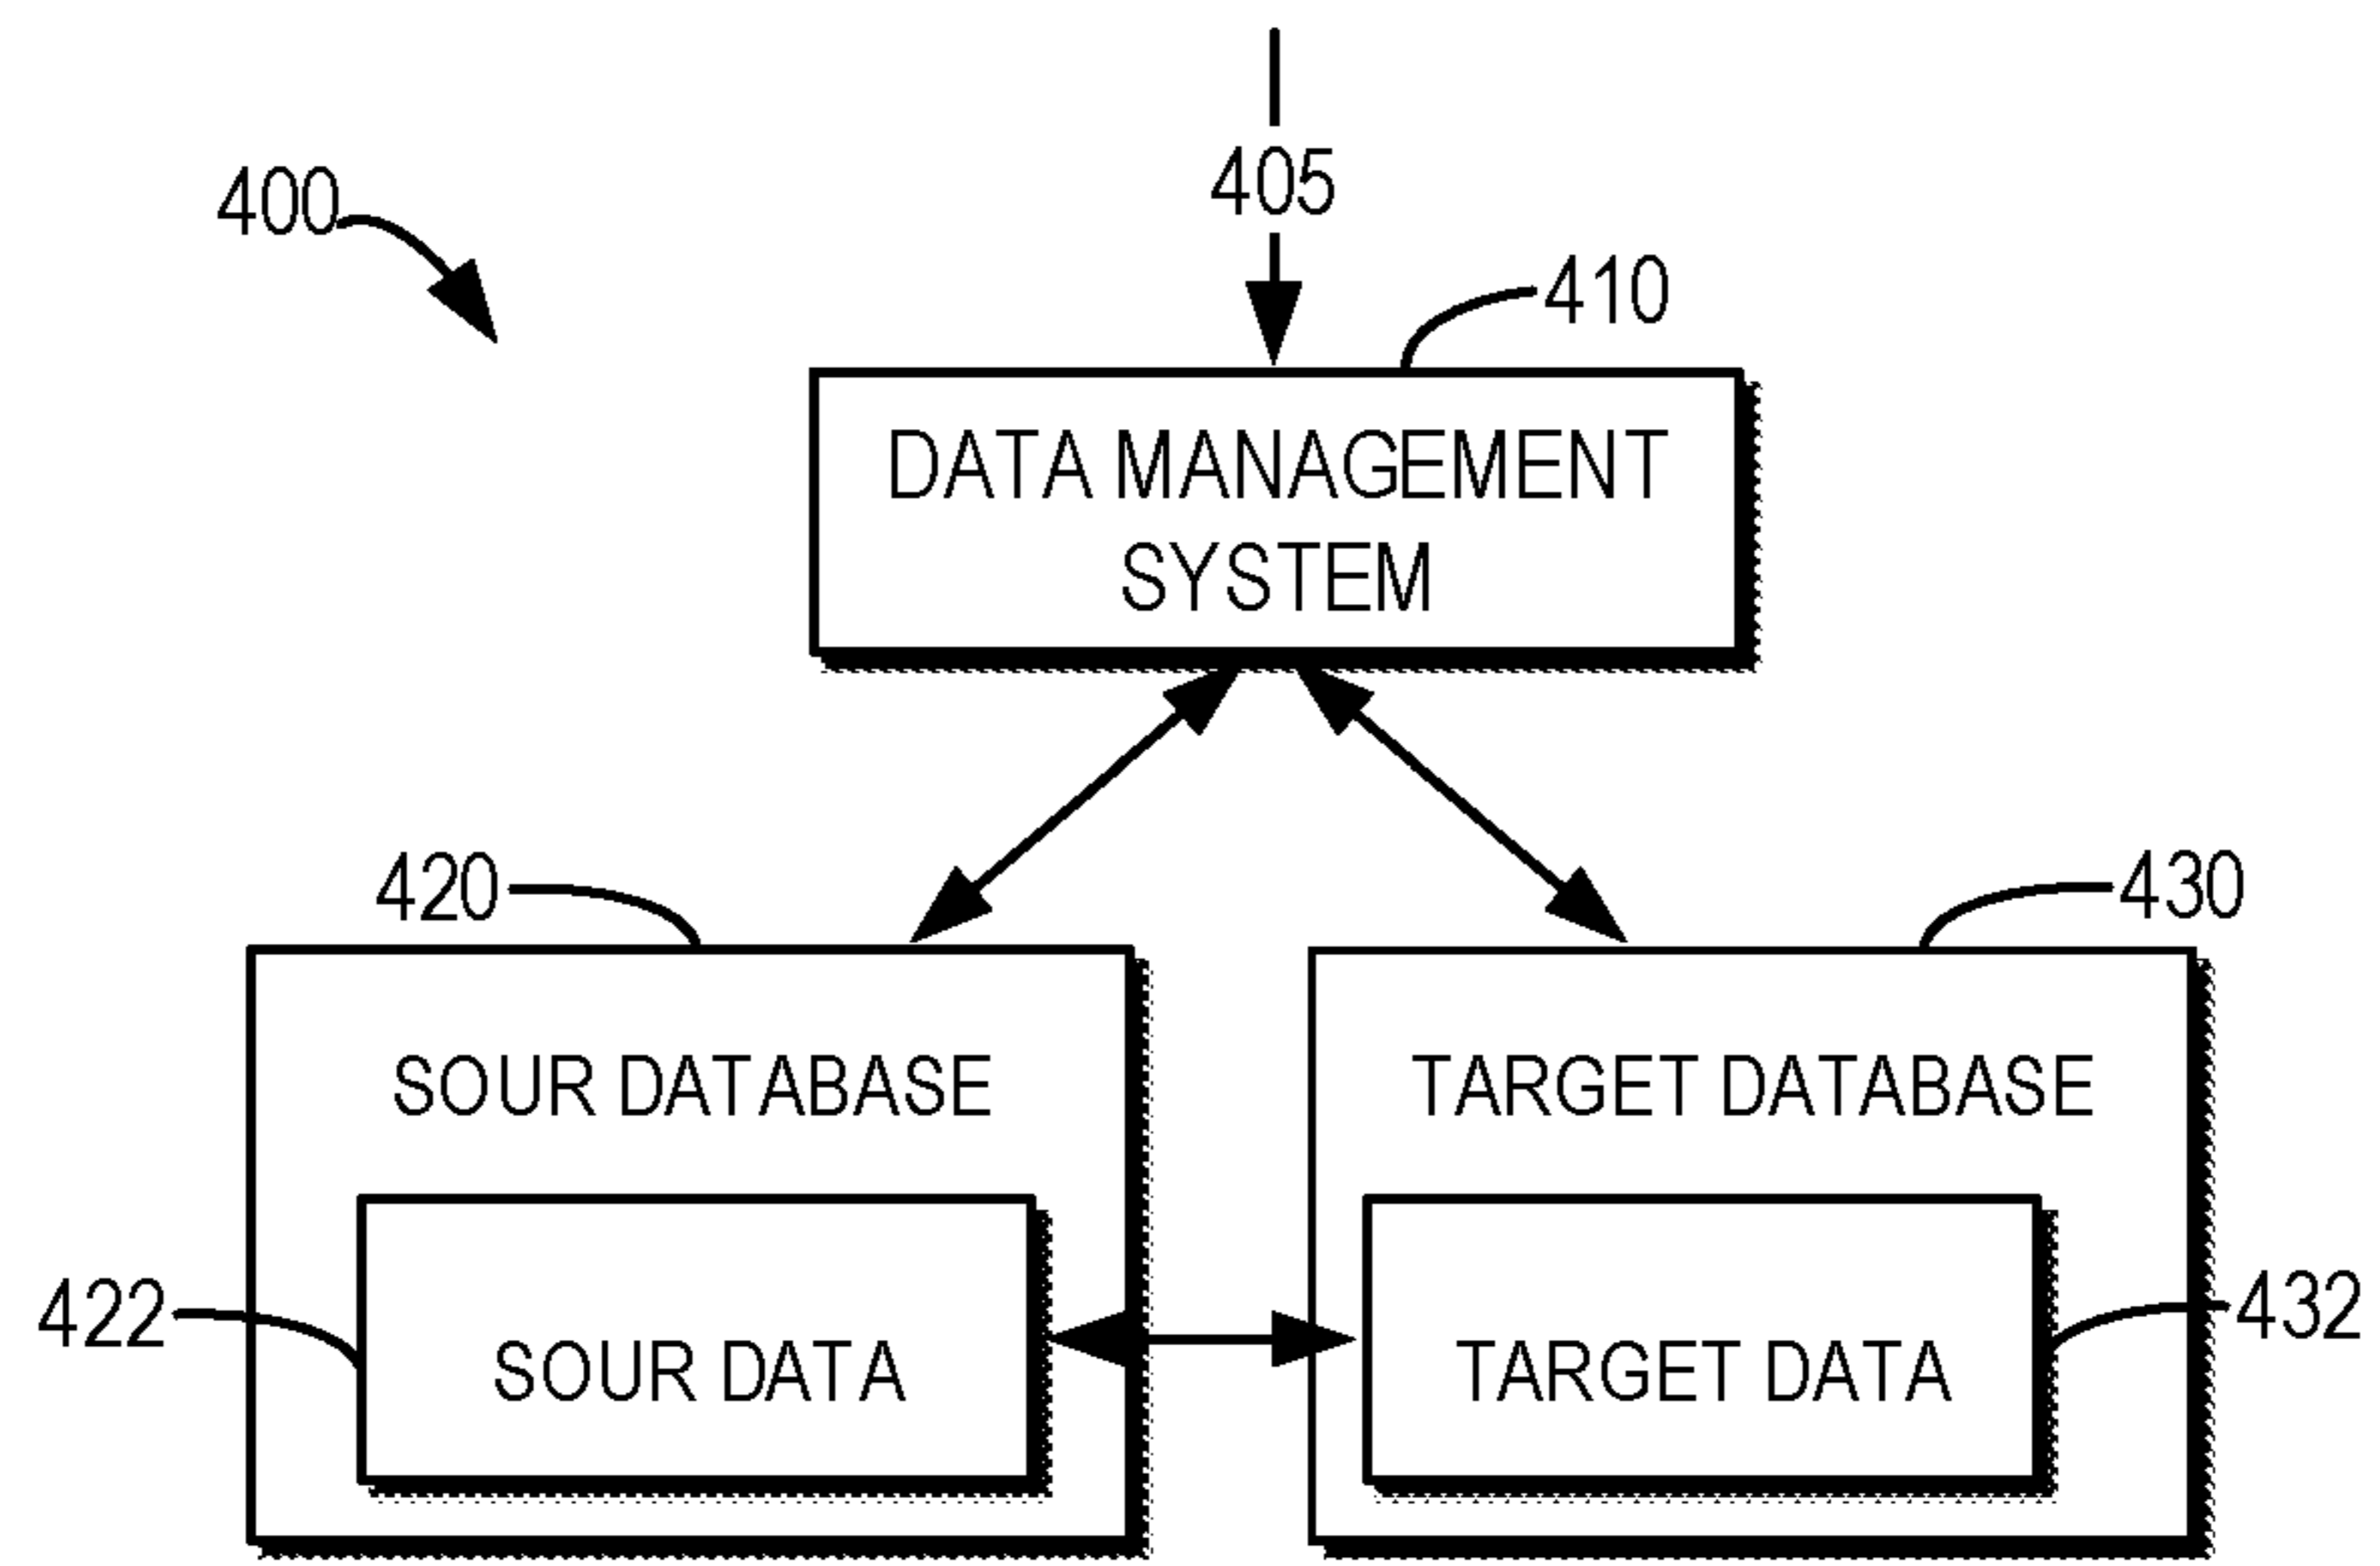 405
400
410
DATA MANAGEMENT
SYSTEM
420
430
SOUR DATABASE
TARGET DATABASE
422
432
SOUR DATA
TARGET DATA